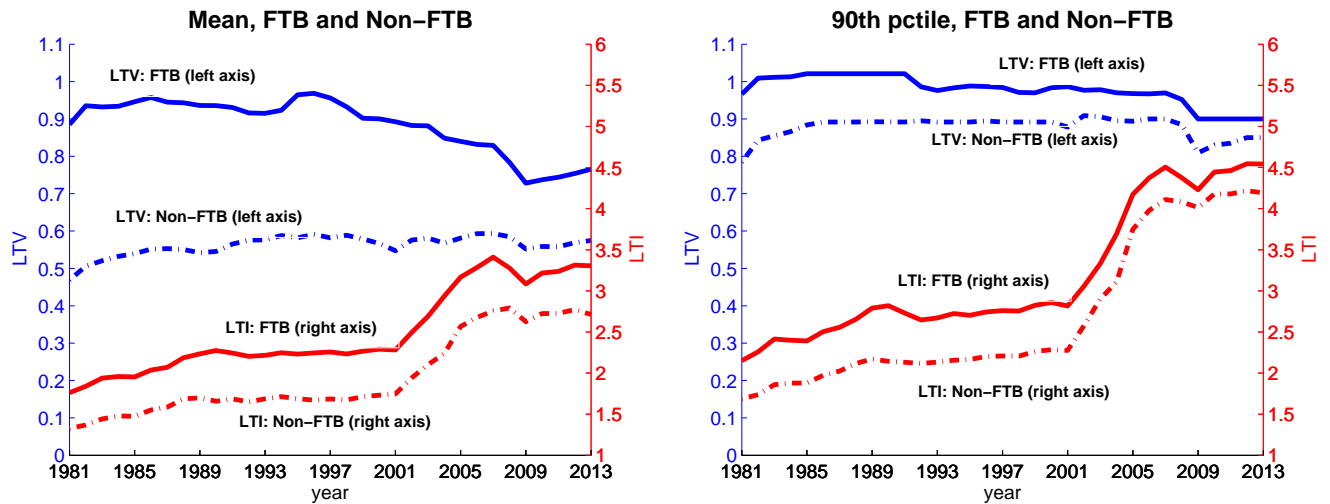 Mean, FTB and Non−FTB
1.1
1
0.9
0.8
0.7
0.6
0.5
0.4
0.3
0.2
0.1
0
LTV
6
5.5
5
4.5
4
3.5
3
2.5
2
1.5
1
LTI
LTV: FTB (left axis)
LTV: Non−FTB (left axis)
LTI: FTB (right axis)
LTI: Non−FTB (right axis)
1981 1985 1989 1993 1997 2001 2005 2009 2013
year
90th pctile, FTB and Non−FTB
1.1
1
0.9
0.8
0.7
0.6
0.5
0.4
0.3
0.2
0.1
0
LTV
6
5.5
5
4.5
4
3.5
3
2.5
2
1.5
1
LTI
LTV: FTB (left axis)
LTV: Non−FTB (left axis)
LTI: FTB (right axis)
LTI: Non−FTB (right axis)
1981 1985 1989 1993 1997 2001 2005 2009 2013
year